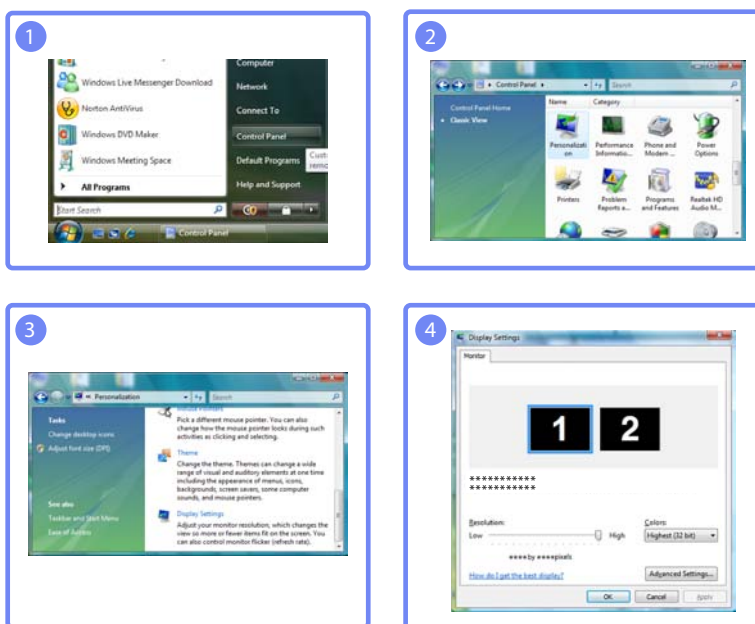 1
Windows Live Messenger Download
Norton AntiVirus
Windows DVD Maker
Windows Meeting Space
All Programs
Start Search
Computer
Network
Connect To
Control Panel
Default Programs
Help and Support
Control Panel
2
Control Panel
Search
Control Panel Home
Classic View
Name Category
Personalizati on
Performance Informatio...
Phone and Modem ...
Power Options
Printers
Problem Reports a...
Programs and Features
Realtek HD Audio M...
3
Personalization
Search
Tasks
Change desktop icons
Adjust font size (DPI)
See also
Taskbar and Start Menu
Ease of Access
Mouse Pointers
Pick a different mouse pointer. You can also
change how the mouse pointer looks during such
activities as clicking and selecting.
Theme
Change the theme. Themes can change a wide
range of visual and auditory elements at one time
including the appearance of menus, icons,
backgrounds, screen savers, some computer
sounds, and mouse pointers.
Display Settings
Adjust your monitor resolution, which changes the
view so more or fewer items fit on the screen. You
can also control monitor flicker (refresh rate).
4
Display Settings
Monitor
1 2
***********
***********
Resolution:
Low High
****by ****pixels
Colors:
Highest (32 bit)
How do I get the best display?
Advanced Settings...
OK Cancel Apply